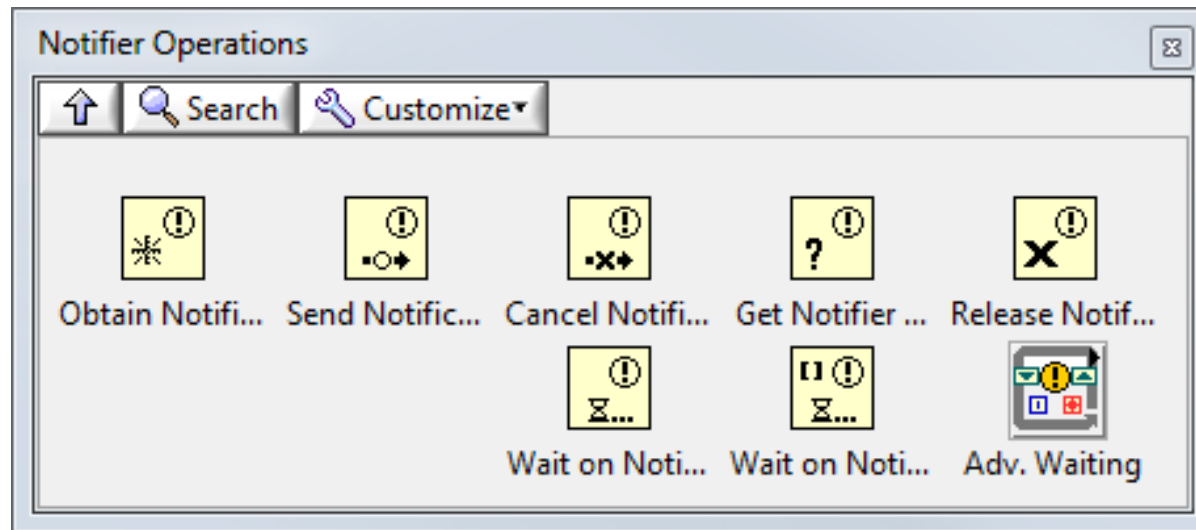 Notifier Operations
Search Customize
Obtain Notifi... Send Notific... Cancel Notifi... Get Notifier ... Release Notif...
Wait on Noti... Wait on Noti... Adv. Waiting